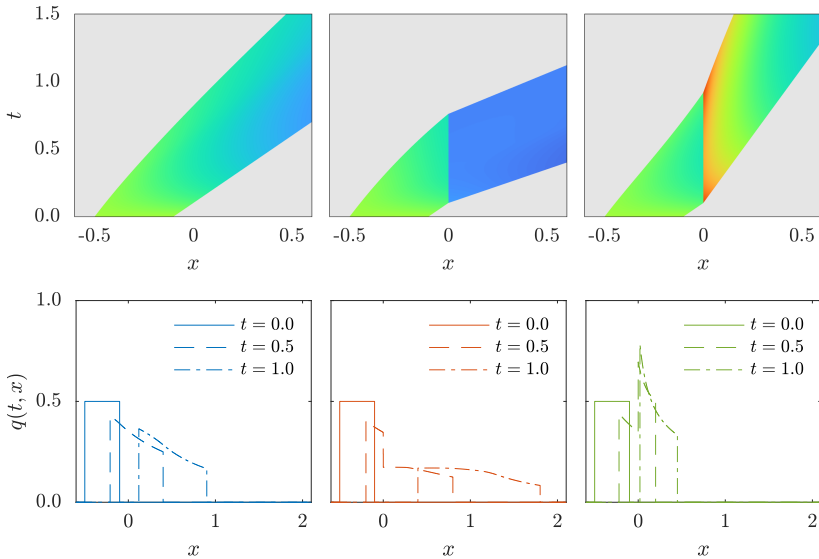 1.5
1.0
t
0.5
0.0
-0.5 0 0.5
-0.5 0 0.5
-0.5 0 0.5
x
x
x
1.0
q(t, x)
0.5
0.0
t = 0.0
t = 0.5
t = 1.0
t = 0.0
t = 0.5
t = 1.0
t = 0.0
t = 0.5
t = 1.0
0 1 2
0 1 2
0 1 2
x
x
x